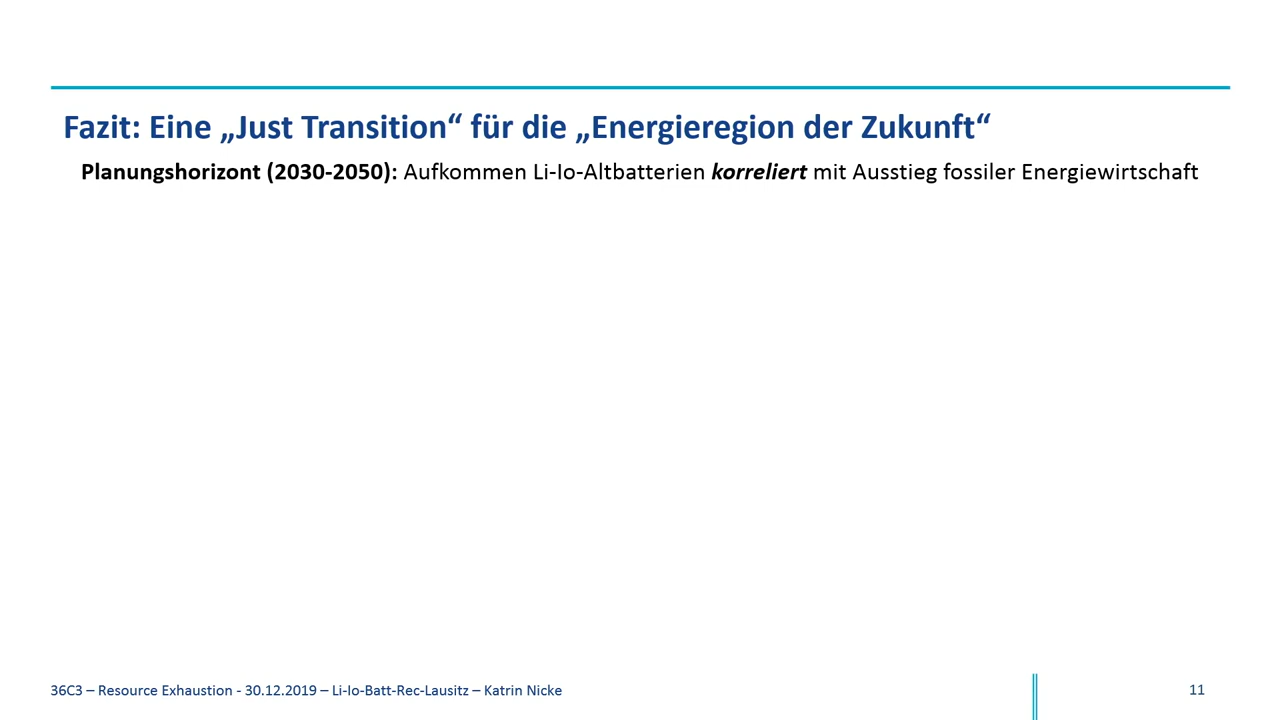 Fazit: Eine „Just Transition“ für die „Energieregion der Zukunft“
Planungshorizont (2030-2050): Aufkommen Li-Io-Altbatterien korreliert mit Ausstieg fossiler Energiewirtschaft
36C3 – Resource Exhaustion - 30.12.2019 – Li-Io-Batt-Rec-Lausitz – Katrin Nicke
11